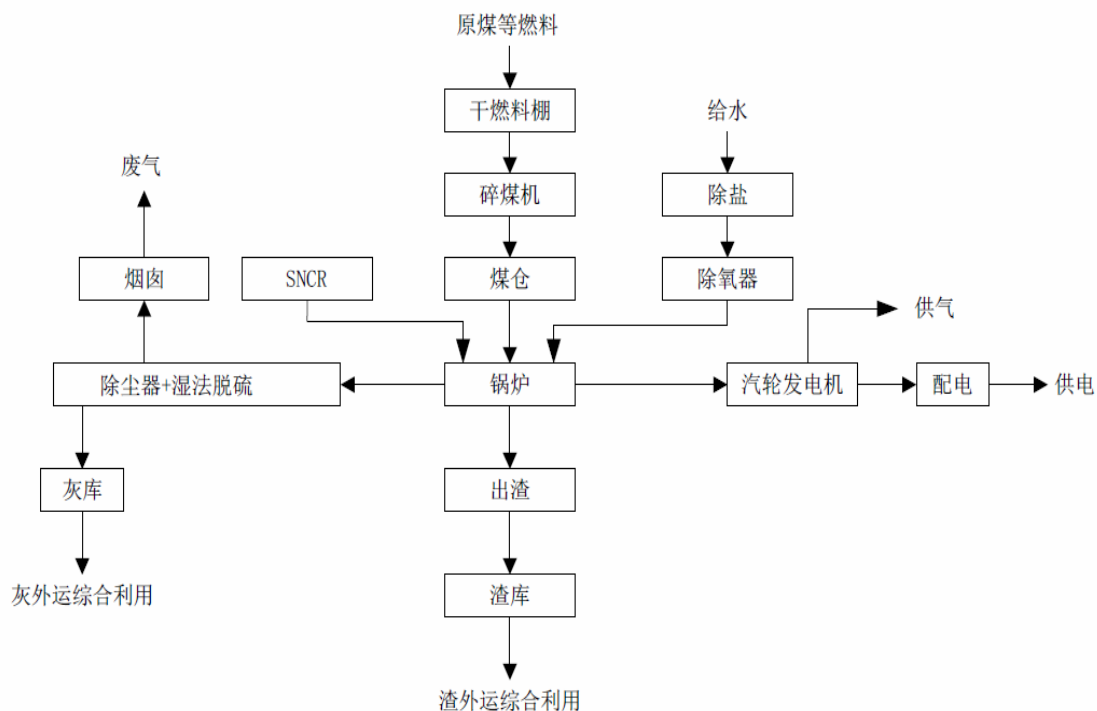 原煤等燃料
干燃料棚
给水
废气
碎煤机
除盐
烟囱
SNCR
煤仓
除氧器
供气
除尘器+湿法脱硫
锅炉
汽轮发电机
配电
供电
灰库
出渣
灰外运综合利用
渣库
渣外运综合利用